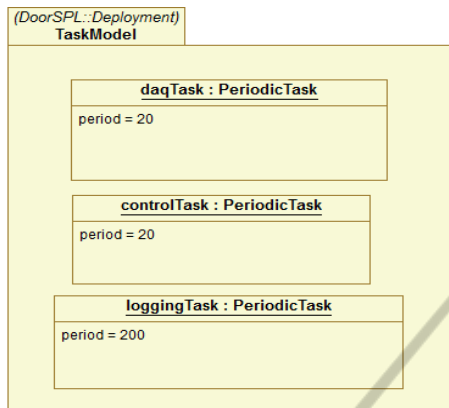 (DoorSPL::Deployment)
TaskModel
daqTask : PeriodicTask
period = 20
controlTask : PeriodicTask
period = 20
loggingTask : PeriodicTask
period = 200